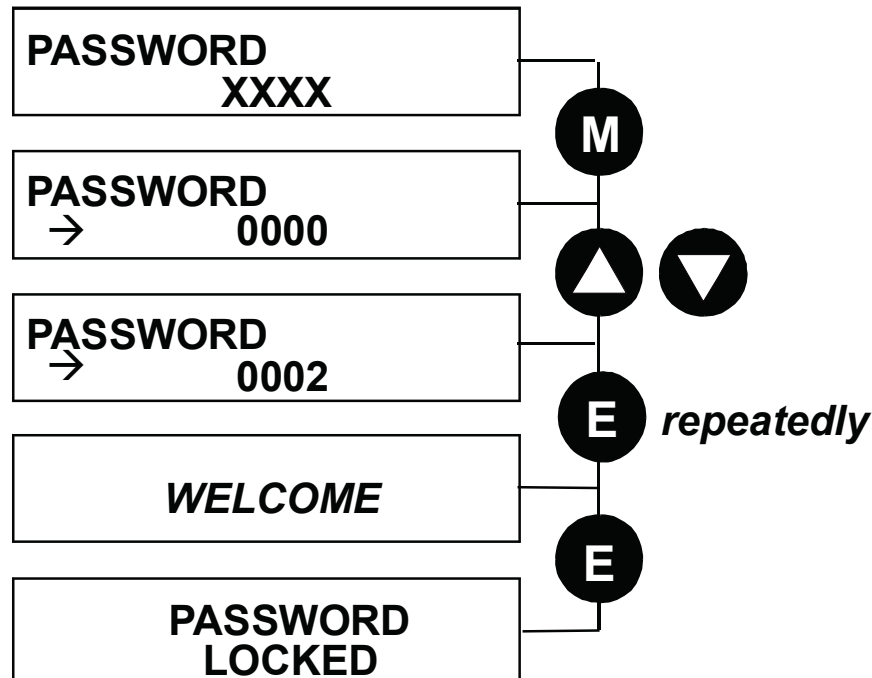 PASSWORD
XXXX
M
PASSWORD
→ 0000
PASSWORD
→ 0002
E repeatedly
WELCOME
E
PASSWORD
LOCKED